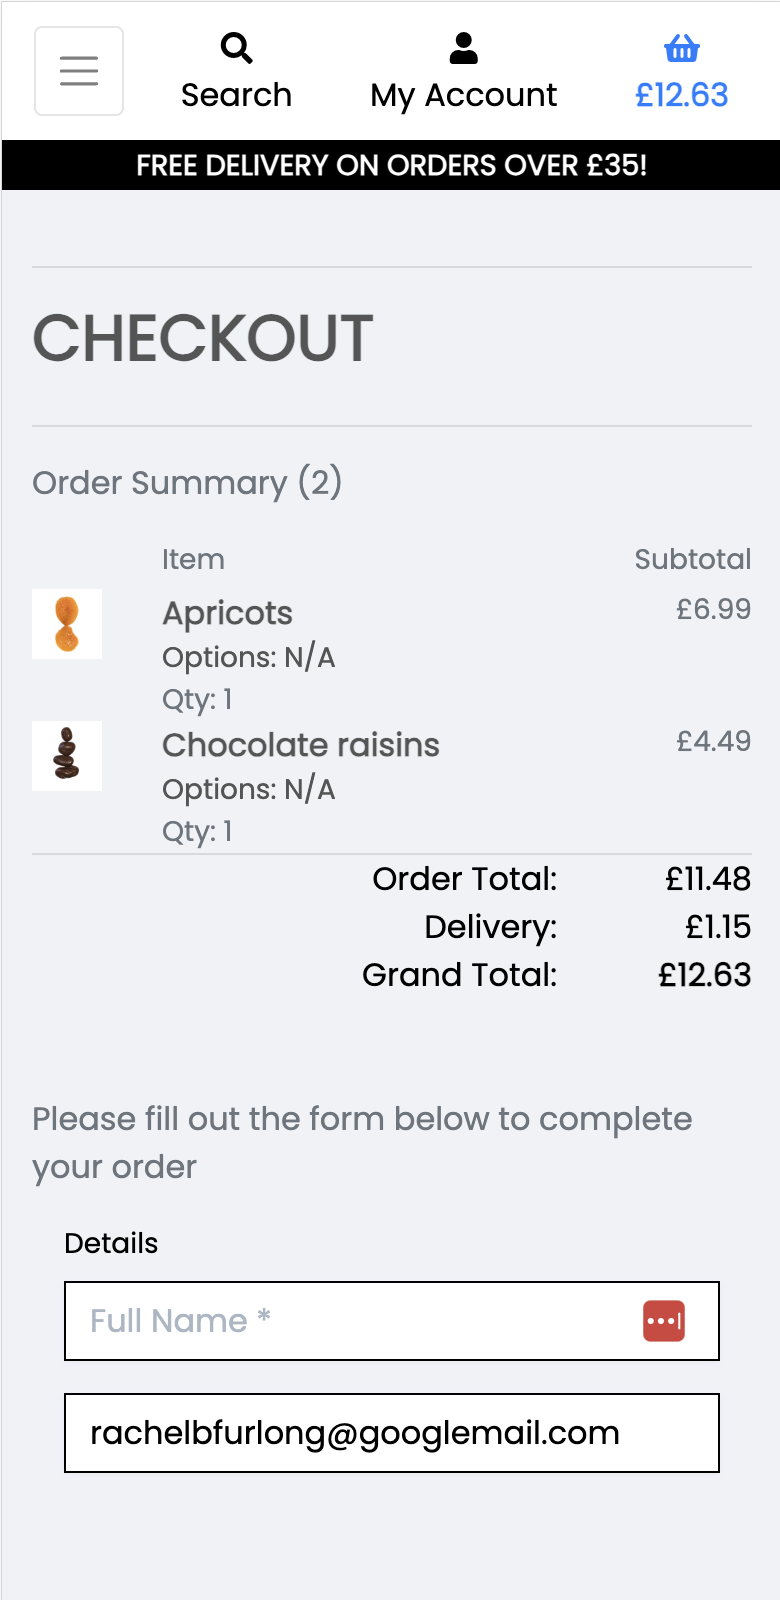 Search
My Account
£12.63
FREE DELIVERY ON ORDERS OVER £35!
CHECKOUT
Order Summary (2)
Item Subtotal
Apricots £6.99
Options: N/A
Qty: 1
Chocolate raisins £4.49
Options: N/A
Qty: 1
Order Total: £11.48
Delivery: £1.15
Grand Total: £12.63
Please fill out the form below to complete
your order
Details
Full Name *
rachelbfurlong@googlemail.com